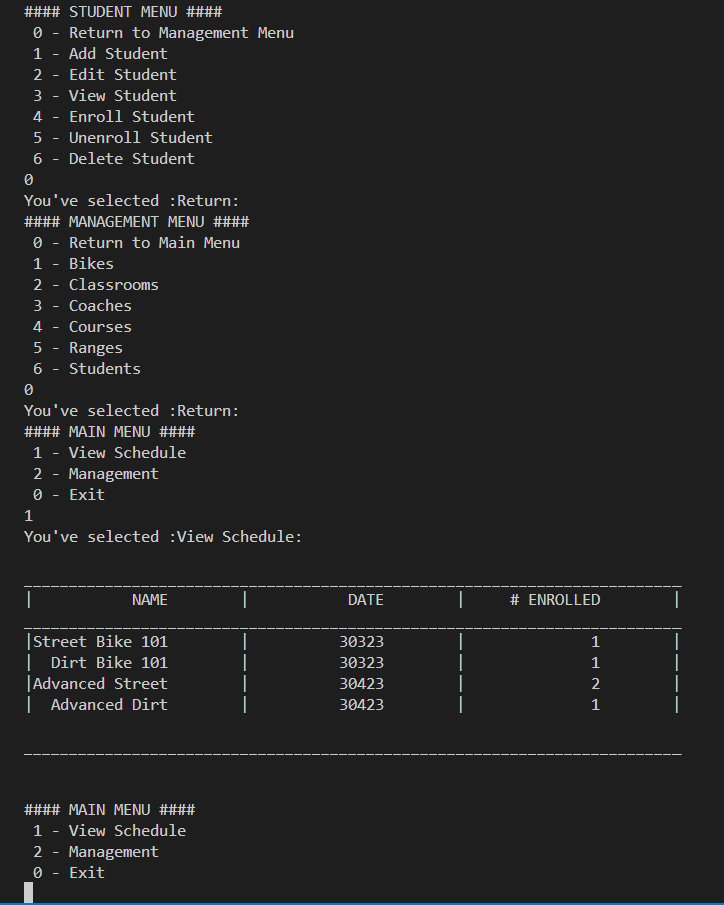 #### STUDENT MENU ####
0 - Return to Management Menu
1 - Add Student
2 - Edit Student
3 - View Student
4 - Enroll Student
5 - Unenroll Student
6 - Delete Student
0
You've selected :Return:
#### MANAGEMENT MENU ####
0 - Return to Main Menu
1 - Bikes
2 - Classrooms
3 - Coaches
4 - Courses
5 - Ranges
6 - Students
0
You've selected :Return:
#### MAIN MENU ####
1 - View Schedule
2 - Management
0 - Exit
1
You've selected :View Schedule:
_________________________________________________________________________
| NAME | DATE | # ENROLLED |
_________________________________________________________________________
|Street Bike 101 | 30323 | 1 |
| Dirt Bike 101 | 30323 | 1 |
|Advanced Street | 30423 | 2 |
| Advanced Dirt | 30423 | 1 |
_________________________________________________________________________
#### MAIN MENU ####
1 - View Schedule
2 - Management
0 - Exit